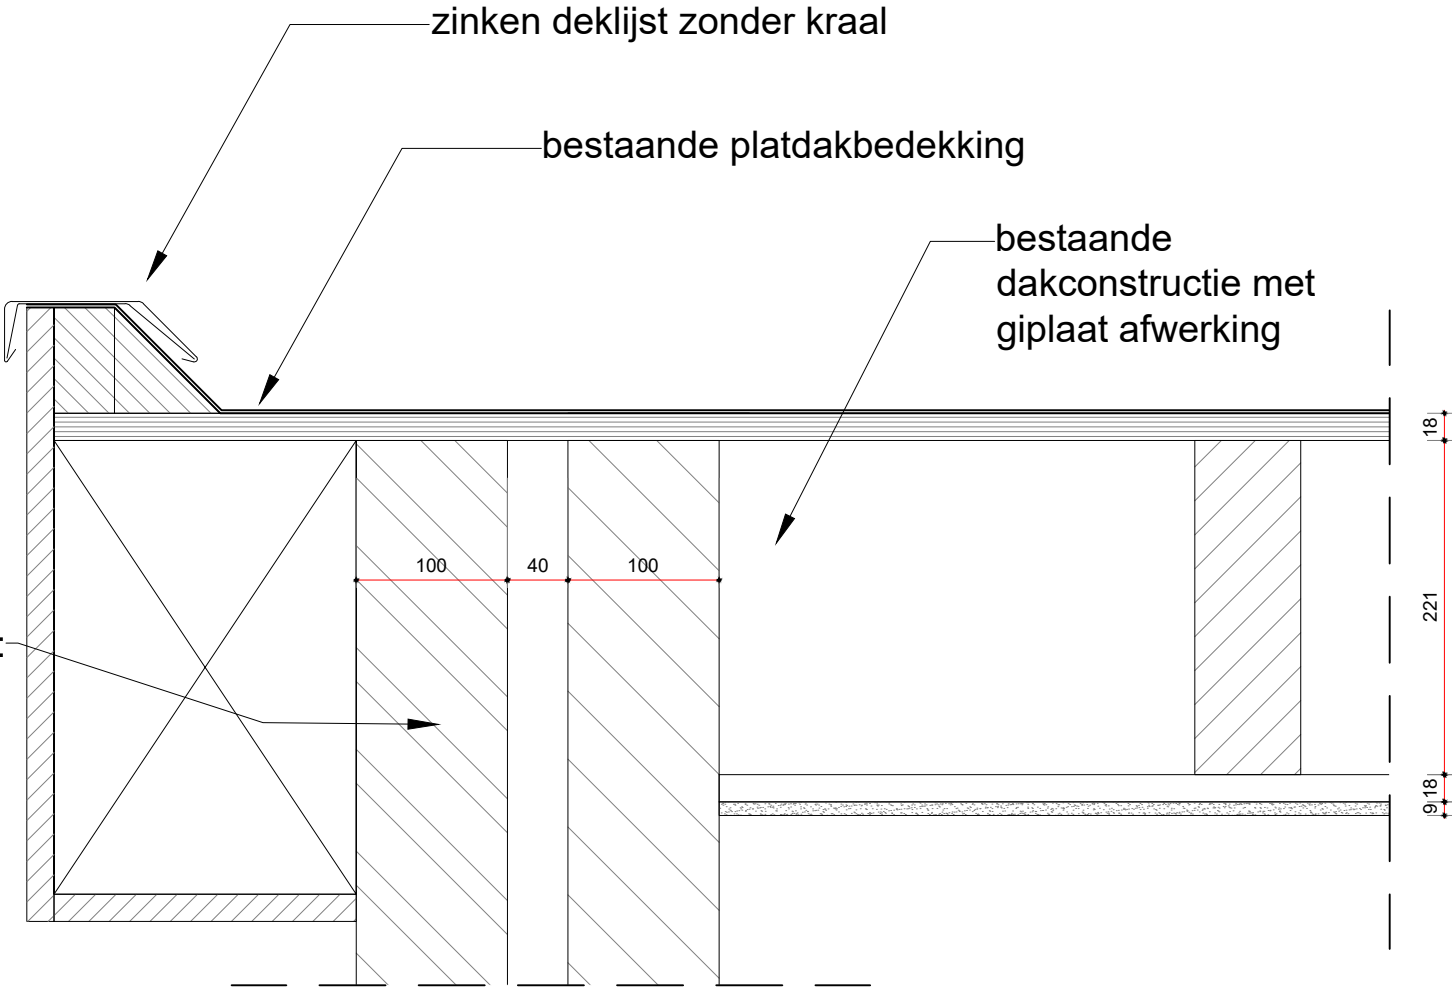 zinken deklijst zonder kraal
bestaande platdakbedekking
bestaande
dakconstructie met
giplaat afwerking
18
100 40 100
221
18
9